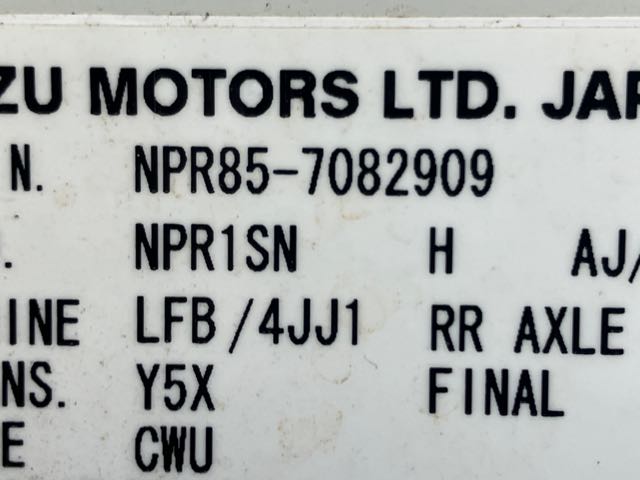 ZU MOTORS LTD. JAP
N. NPR85-7082909
. NPR1SN H AJ/
INE LFB/4JJ1 RR AXLE
NS. Y5X FINAL
E CWU